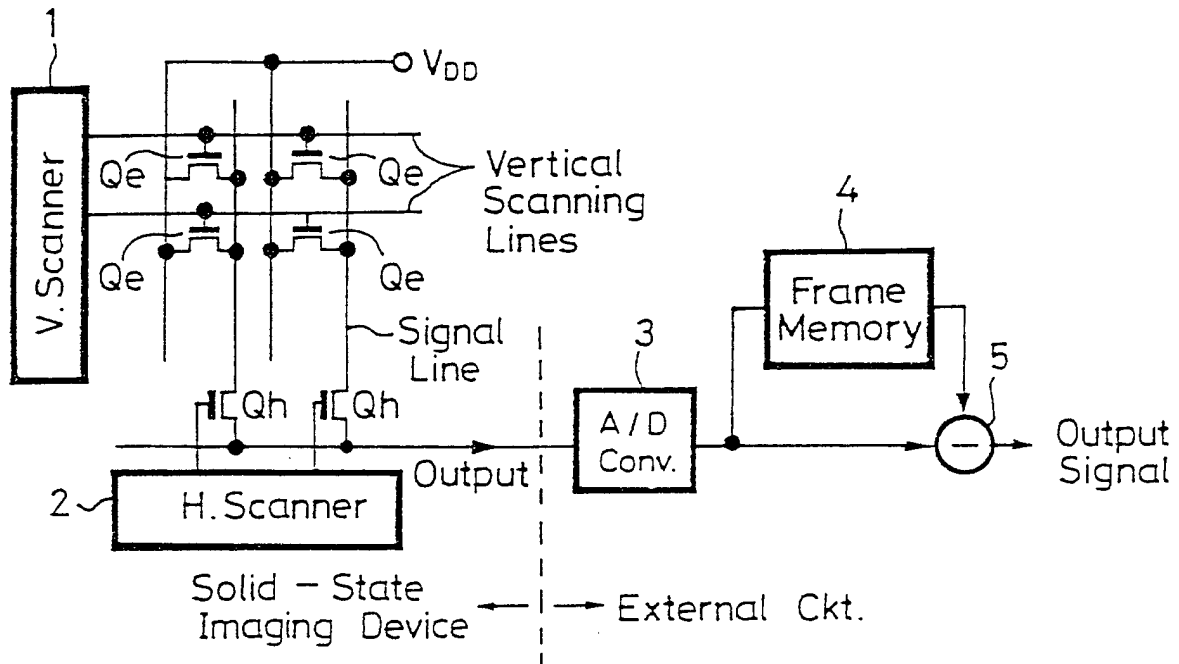 1
V_DD
V. Scanner
Qe
Qe
Qe
Qe
Vertical
Scanning
Lines
Signal
Line
Qh
Qh
Output
2
H. Scanner
3
A/D
Conv.
4
Frame
Memory
5
−
Output
Signal
Solid – State
Imaging Device
External Ckt.